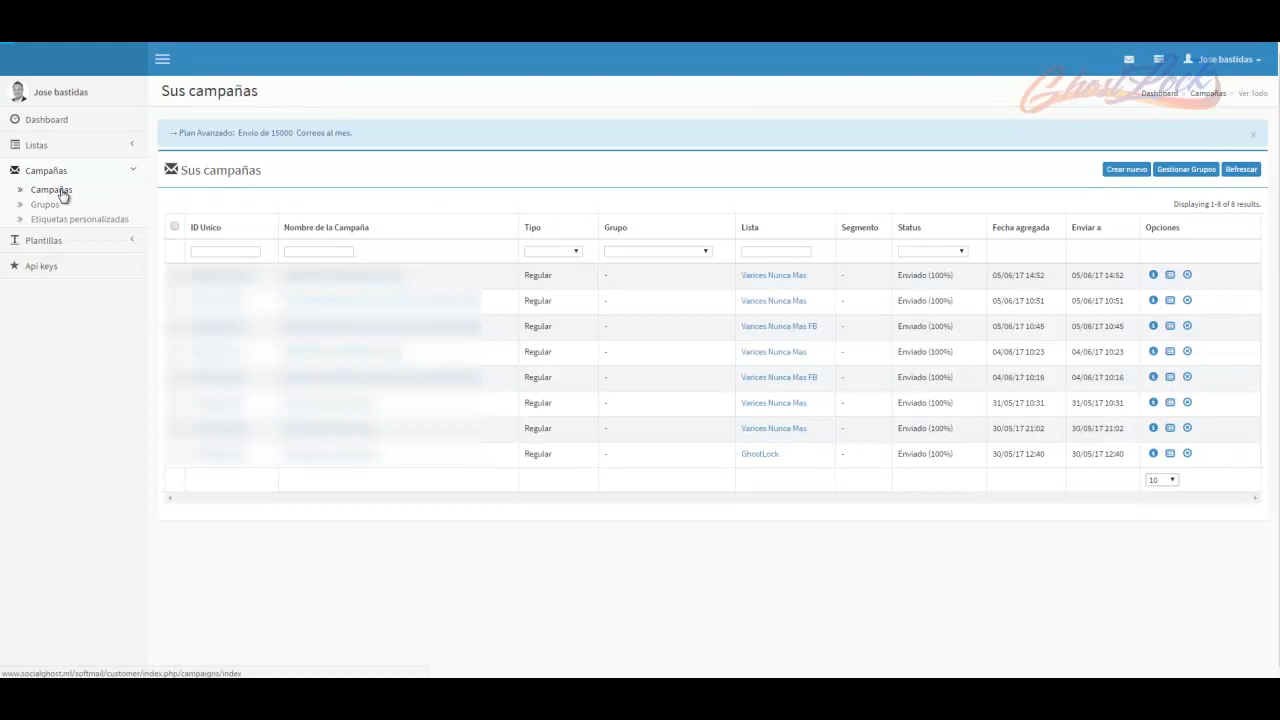 Jose bastidas
GhostLock
Dashboard
Campañas
Ver Todo
Jose bastidas
Dashboard
Listas
Campañas
Campañas
Grupos
Etiquetas personalizadas
Plantillas
Api keys
Sus campañas
→ Plan Avanzado: Envio de 15000 Correos al mes.
×
Sus campañas
Crear nuevo Gestionar Grupos Refrescar
Displaying 1-8 of 8 results.
ID Unico Nombre de la Campaña Tipo Grupo Lista Segmento Status Fecha agregada Enviar a Opciones
Regular - Varices Nunca Mas - Enviado (100%) 05/06/17 14:52 05/06/17 14:52
Regular - Varices Nunca Mas - Enviado (100%) 05/06/17 10:51 05/06/17 10:51
Regular - Varices Nunca Mas FB - Enviado (100%) 05/06/17 10:45 05/06/17 10:45
Regular - Varices Nunca Mas - Enviado (100%) 04/06/17 10:23 04/06/17 10:23
Regular - Varices Nunca Mas FB - Enviado (100%) 04/06/17 10:16 04/06/17 10:16
Regular - Varices Nunca Mas - Enviado (100%) 31/05/17 10:31 31/05/17 10:31
Regular - Varices Nunca Mas - Enviado (100%) 30/05/17 21:02 30/05/17 21:02
Regular - GhostLock - Enviado (100%) 30/05/17 12:40 30/05/17 12:40
10
www.socialghost.ml/softmail/customer/index.php/campaigns/index